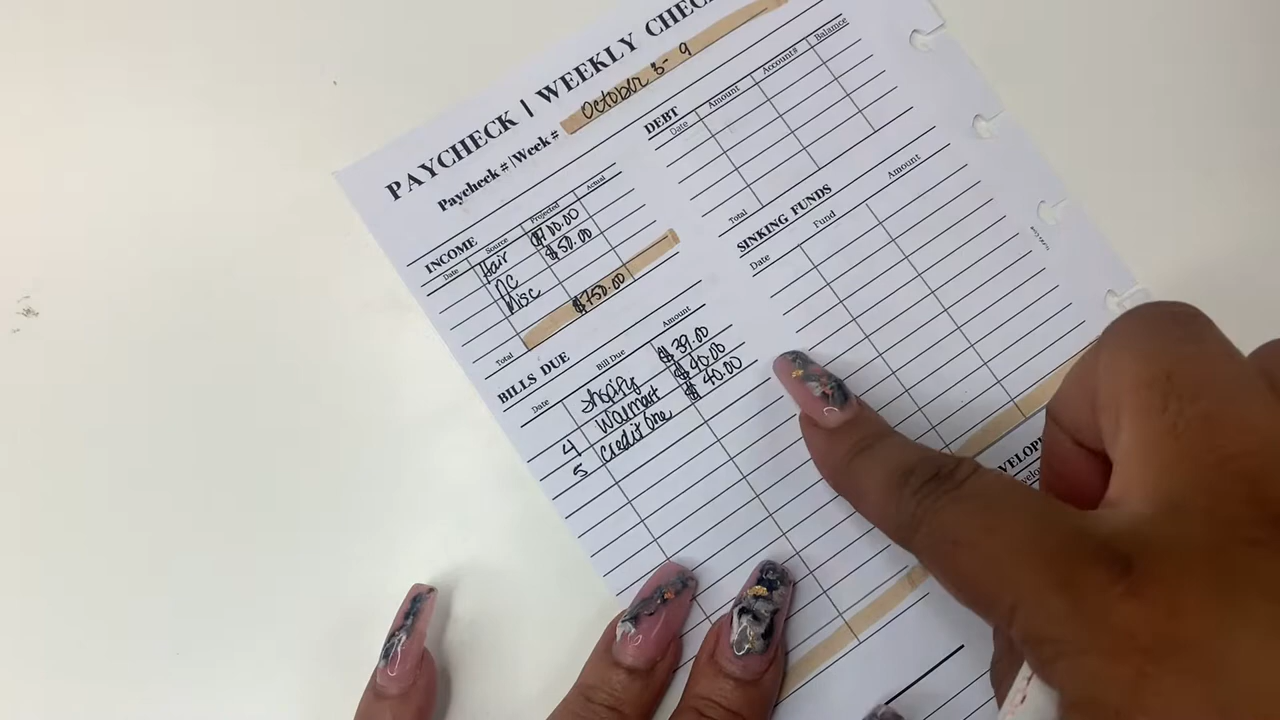 PAYCHECK | WEEKLY CHEC
Paycheck # |Week # October 3-9
INCOME
Date Source Projected Actual
Hair $700.00
NC $50.00
Misc
Total $750.00
BILLS DUE
Date Bill Due Amount
Shopify $39.00
4 Walmart $40.00
5 Credit One $40.00
DEBT
Date Amount Account# Balamce
Total
SINKING FUNDS
Date Fund Amount